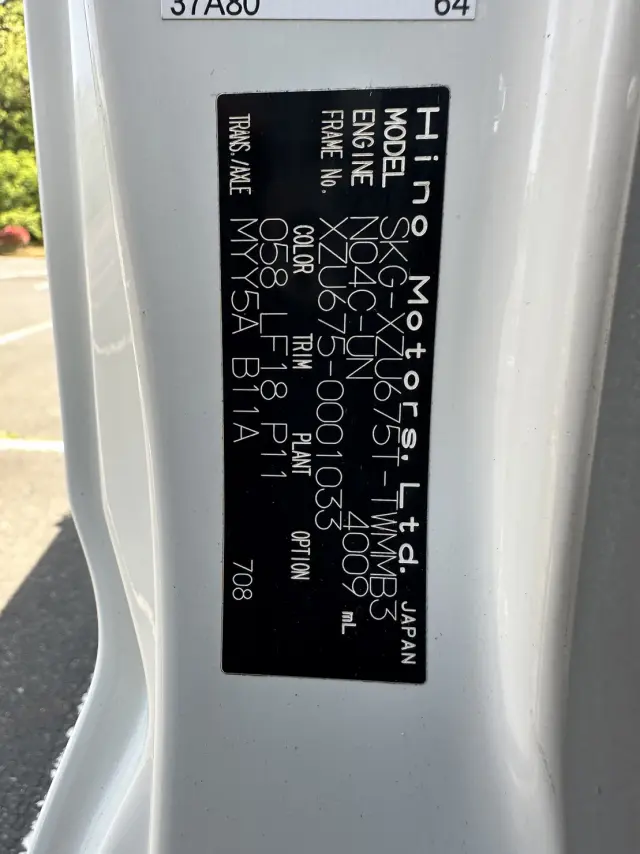 37A80 64
Hino Motors, Ltd. JAPAN
MODEL SKG-XZU675T-TWMMB3
ENGINE N04C-UN 4009 mL
FRAME No. XZU675-0001033
COLOR TRIM PLANT OPTION
058 LF18 P11
TRANS./AXLE MYY5A B11A 708